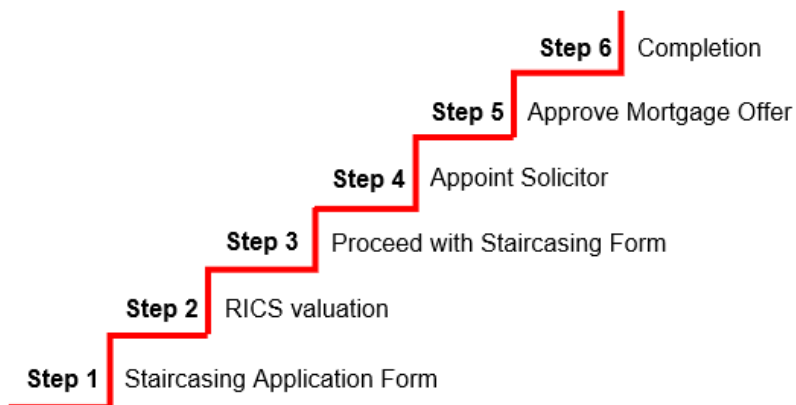 Step 6 Completion
Step 5 Approve Mortgage Offer
Step 4 Appoint Solicitor
Step 3 Proceed with Staircasing Form
Step 2 RICS valuation
Step 1 Staircasing Application Form